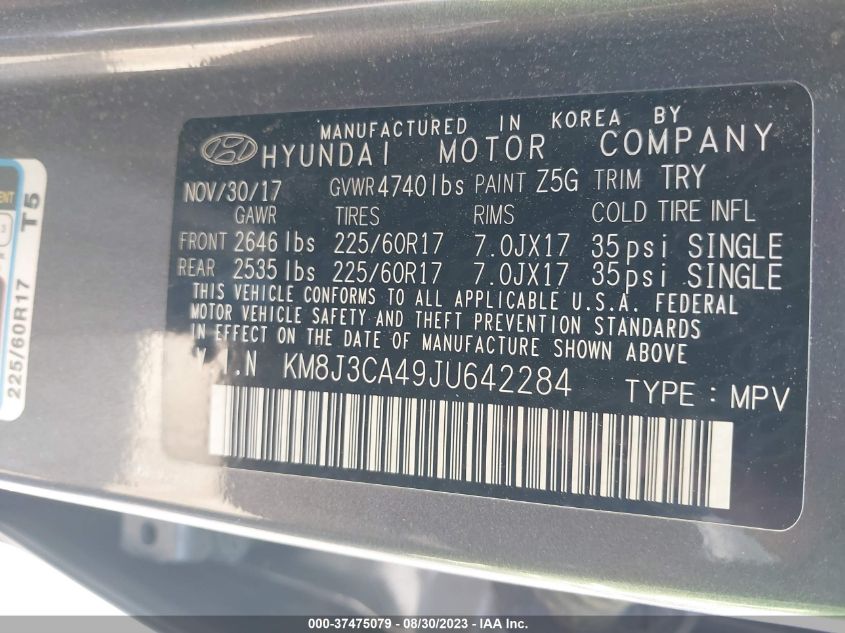 MANUFACTURED IN KOREA BY
HYUNDAI MOTOR COMPANY
NOV/30/17 GVWR 4740lbs PAINT Z5G TRIM TRY
GAWR TIRES RIMS COLD TIRE INFL
FRONT 2646 lbs 225/60R17 7.0JX17 35psi SINGLE
REAR 2535 lbs 225/60R17 7.0JX17 35psi SINGLE
THIS VEHICLE CONFORMS TO ALL APPLICABLE U.S.A. FEDERAL
MOTOR VEHICLE SAFETY AND THEFT PREVENTION STANDARDS
IN EFFECT ON THE DATE OF MANUFACTURE SHOWN ABOVE
V.I.N KM8J3CA49JU642284 TYPE : MPV
T5
225/60R17
000-37475079 - 08/30/2023 - IAA